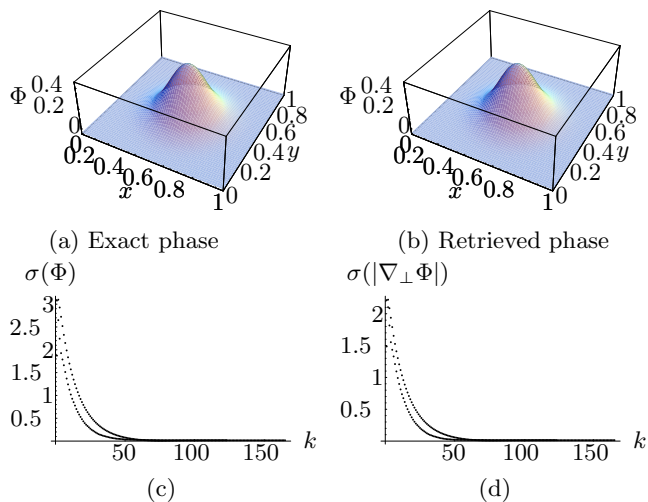 Φ 0.4 0.2 0
0 0.2 0.4 0.6 0.8 1
x
0 0.2 0.4 0.6 0.8 1
y
Φ 0.4 0.2 0
0 0.2 0.4 0.6 0.8 1
x
0 0.2 0.4 0.6 0.8 1
y
(a) Exact phase
(b) Retrieved phase
σ(Φ)
3
2.5
2
1.5
1
0.5
50 100 150 k
(c)
σ(|∇⊥Φ|)
2
1.5
1
0.5
50 100 150 k
(d)